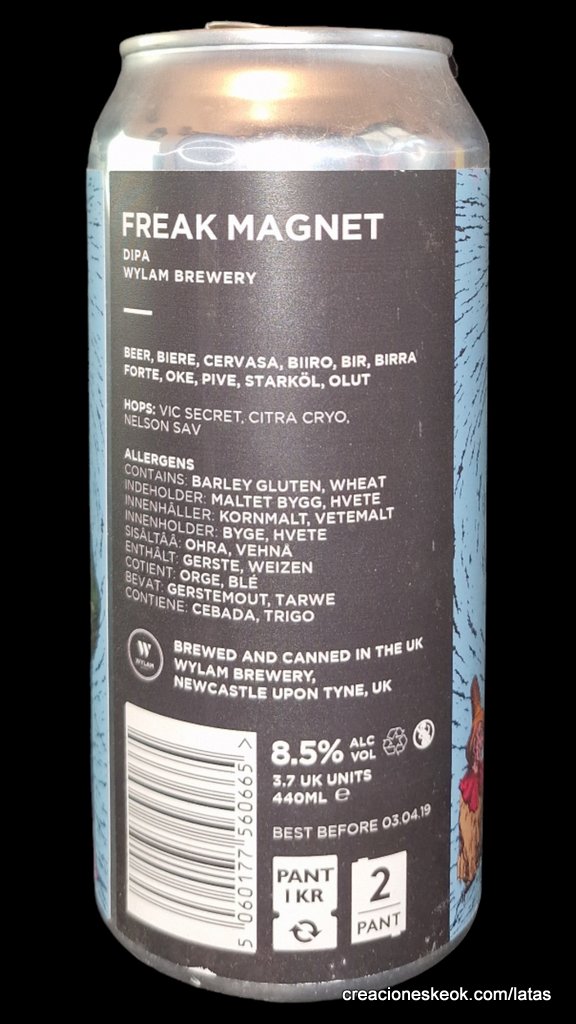 FREAK MAGNET
DIPA
WYLAM BREWERY
BEER, BIERE, CERVASA, BIIRO, BIR, BIRRA
FORTE, OKE, PIVE, STARKÖL, OLUT
HOPS: VIC SECRET, CITRA CRYO,
NELSON SAV
ALLERGENS
CONTAINS: BARLEY GLUTEN, WHEAT
INDEHOLDER: MALTET BYGG, HVETE
INNENHÅLLER: KORNMALT, VETEMALT
INNENHOLDER: BYGE, HVETE
SISÄLTÄÄ: OHRA, VEHNÄ
ENTHÄLT: GERSTE, WEIZEN
COTIENT: ORGE, BLÉ
BEVAT: GERSTEMOUT, TARWE
CONTIENE: CEBADA, TRIGO
W
WYLAM
BREWED AND CANNED IN THE UK
WYLAM BREWERY,
NEWCASTLE UPON TYNE, UK
8.5% ALC VOL
3.7 UK UNITS
440ML ℮
BEST BEFORE 03.04.19
5 060177 560665 >
PANT
1 KR
2
PANT
creacioneskeok.com/latas